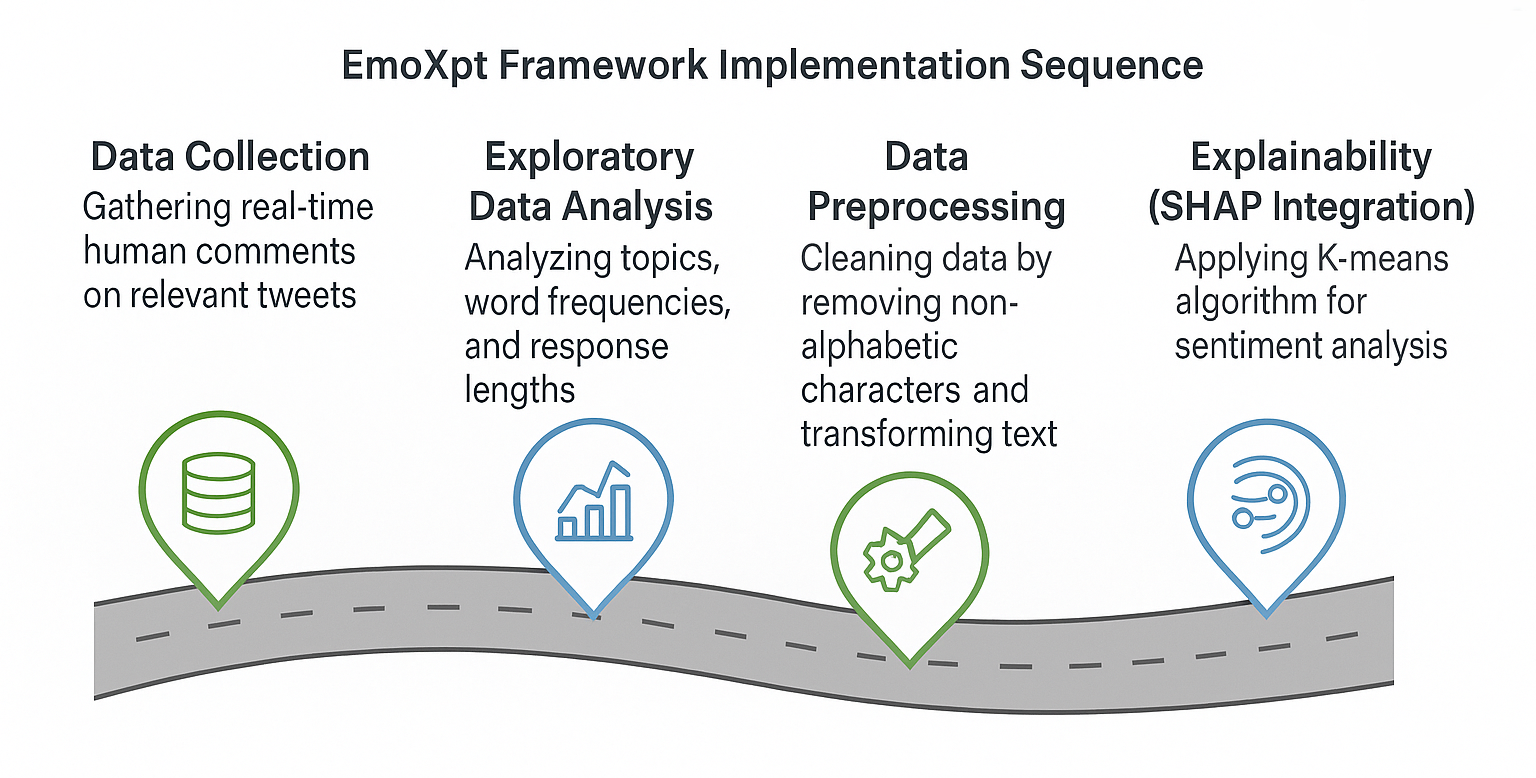 EmoXpt Framework Implementation Sequence
Data Collection
Gathering real-time
human comments
on relevant tweets
Exploratory
Data Analysis
Analyzing topics,
word frequencies,
and response
lengths
Data
Preprocessing
Cleaning data by
removing non-
alphabetic
characters and
transforming text
Explainability
(SHAP Integration)
Applying K-means
algorithm for
sentiment analysis